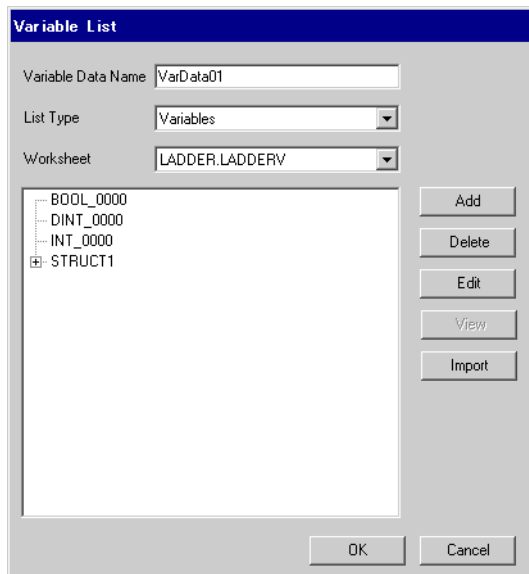 Variable List
Variable Data Name VarData01
List Type Variables
Worksheet LADDER.LADDERV
BOOL_0000
DINT_0000
INT_0000
STRUCT1
Add
Delete
Edit
View
Import
OK Cancel